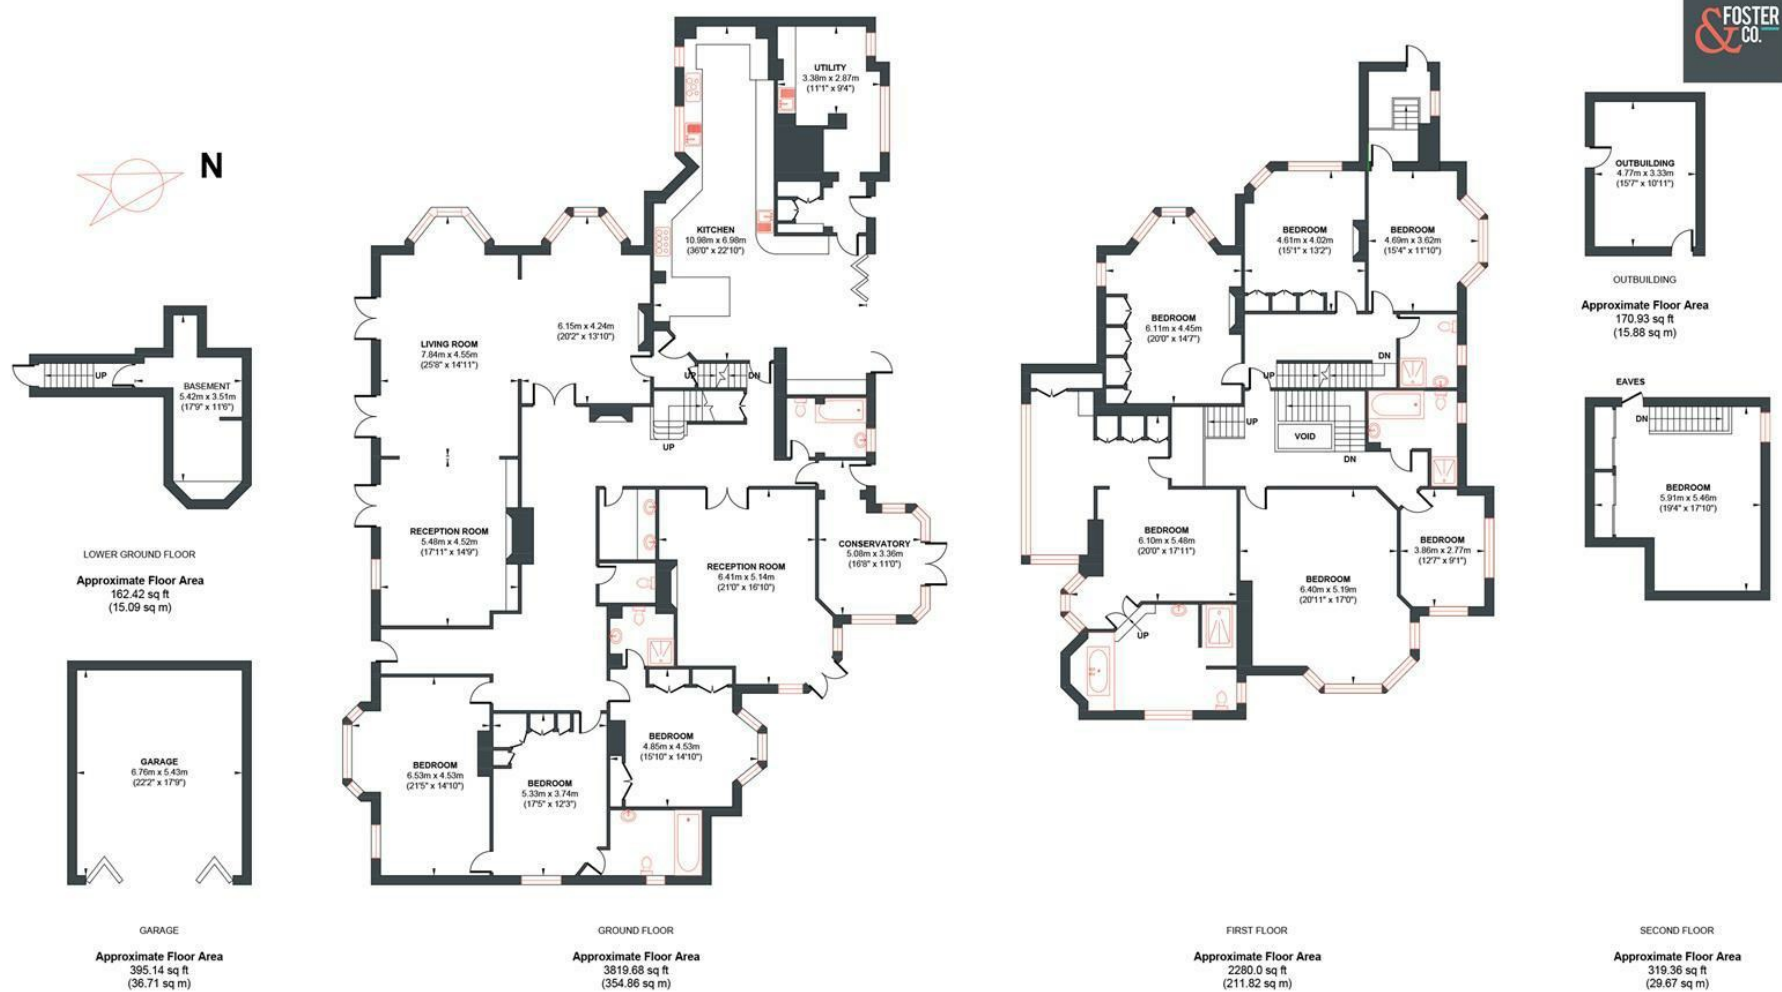 &FOSTER
CO.
N
LOWER GROUND FLOOR
Approximate Floor Area
162.42 sq ft
(15.09 sq m)
UP
BASEMENT
5.42m x 3.51m
(17'9" x 11'6")
GARAGE
6.76m x 5.43m
(22'2" x 17'9")
GARAGE
Approximate Floor Area
395.14 sq ft
(36.71 sq m)
UTILITY
3.38m x 2.87m
(11'1" x 9'4")
KITCHEN
10.98m x 6.98m
(36'0" x 22'10")
LIVING ROOM
7.84m x 4.55m
(25'8" x 14'11")
6.15m x 4.24m
(20'2" x 13'10")
UP
DN
UP
RECEPTION ROOM
5.48m x 4.52m
(17'11" x 14'9")
RECEPTION ROOM
6.41m x 5.14m
(21'0" x 16'10")
CONSERVATORY
5.08m x 3.36m
(16'8" x 11'0")
BEDROOM
6.53m x 4.53m
(21'5" x 14'10")
BEDROOM
5.33m x 3.74m
(17'5" x 12'3")
BEDROOM
4.85m x 4.53m
(15'10" x 14'10")
GROUND FLOOR
Approximate Floor Area
3819.68 sq ft
(354.86 sq m)
BEDROOM
4.61m x 4.02m
(15'1" x 13'2")
BEDROOM
4.69m x 3.62m
(15'4" x 11'10")
BEDROOM
6.11m x 4.45m
(20'0" x 14'7")
DN
UP
UP
VOID
DN
BEDROOM
6.10m x 5.48m
(20'0" x 17'11")
BEDROOM
6.40m x 5.19m
(20'11" x 17'0")
BEDROOM
3.86m x 2.77m
(12'7" x 9'1")
UP
FIRST FLOOR
Approximate Floor Area
2280.0 sq ft
(211.82 sq m)
OUTBUILDING
4.77m x 3.33m
(15'7" x 10'11")
OUTBUILDING
Approximate Floor Area
170.93 sq ft
(15.88 sq m)
EAVES
DN
BEDROOM
5.91m x 5.46m
(19'4" x 17'10")
SECOND FLOOR
Approximate Floor Area
319.36 sq ft
(29.67 sq m)